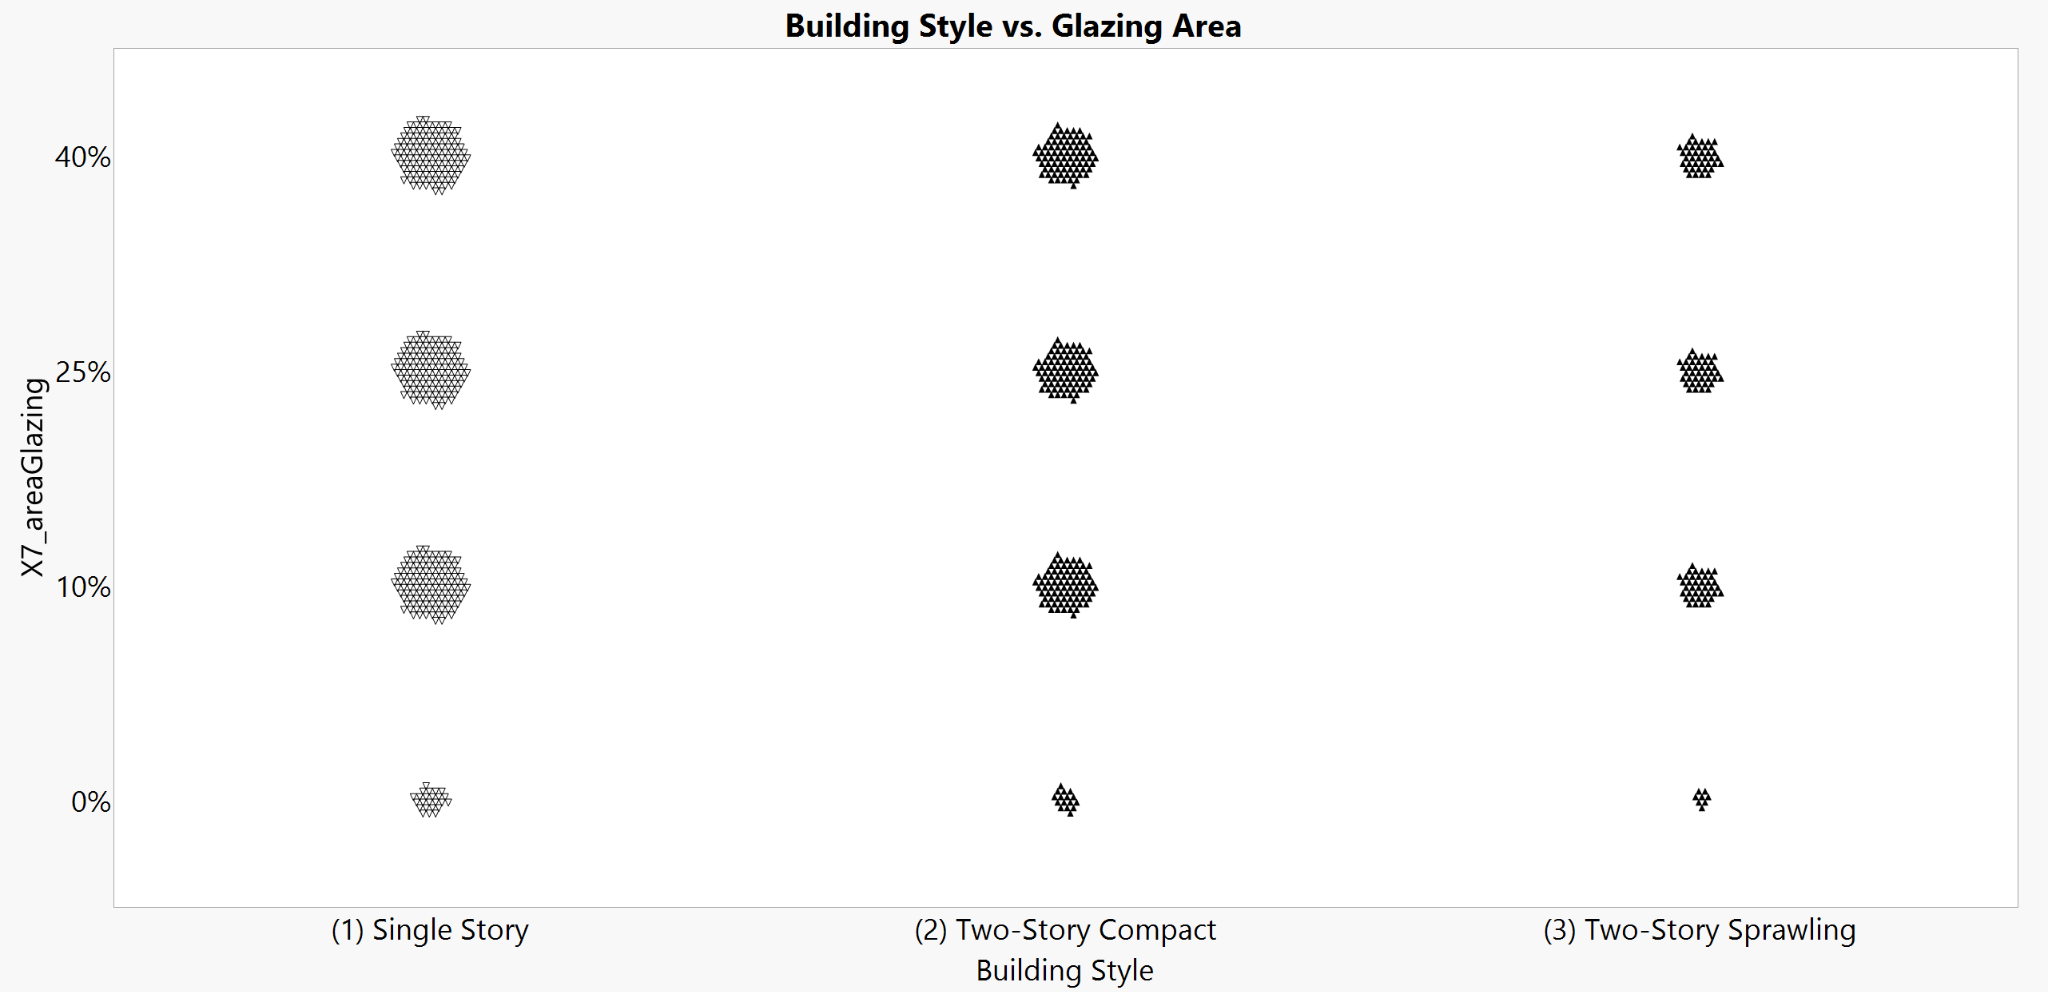 Building Style vs. Glazing Area
X7_areaGlazing
40%
25%
10%
0%
(1) Single Story
(2) Two-Story Compact
(3) Two-Story Sprawling
Building Style